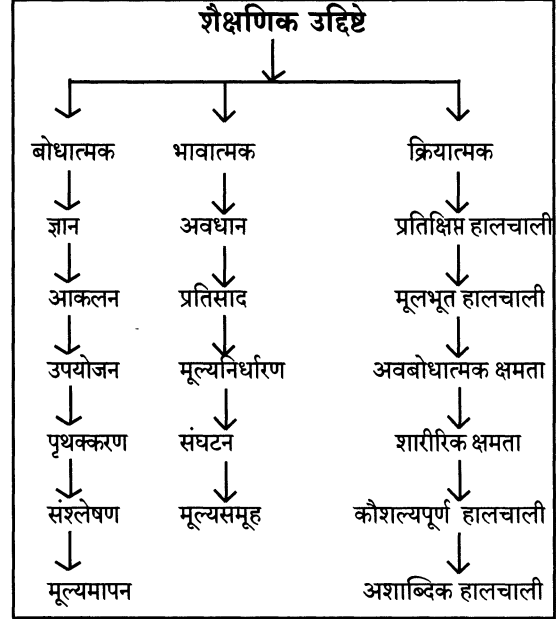 शैक्षणिक उद्दिष्टे
बोधात्मक भावात्मक क्रियात्मक
ज्ञान अवधान प्रतिक्षिप्त हालचाली
आकलन प्रतिसाद मूलभूत हालचाली
उपयोजन मूल्यनिर्धारण अवबोधात्मक क्षमता
पृथक्करण संघटन शारीरिक क्षमता
संश्लेषण मूल्यसमूह कौशल्यपूर्ण हालचाली
मूल्यमापन अशाब्दिक हालचाली